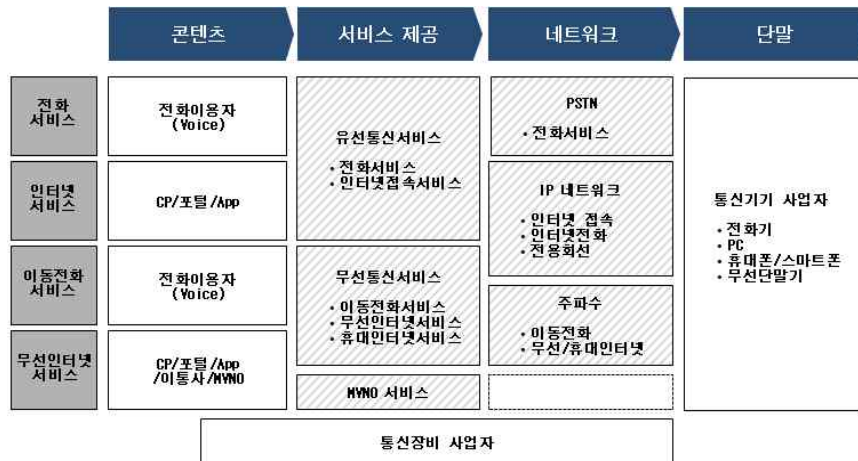 콘텐츠
서비스 제공
네트워크
단말
전화
서비스
전화이용자
(Voice)
인터넷
서비스
CP/포털/App
이동전화
서비스
전화이용자
(Voice)
무선인터넷
서비스
CP/포털/App
/이통사/MVNO
유선통신서비스
• 전화서비스
• 인터넷접속서비스
무선통신서비스
• 이동전화서비스
• 무선인터넷서비스
• 휴대인터넷서비스
MVNO 서비스
PSTN
• 전화서비스
IP 네트워크
• 인터넷 접속
• 인터넷전화
• 전용회선
주파수
• 이동전화
• 무선/휴대인터넷
통신기기 사업자
• 전화기
• PC
• 휴대폰/스마트폰
• 무선단말기
통신장비 사업자